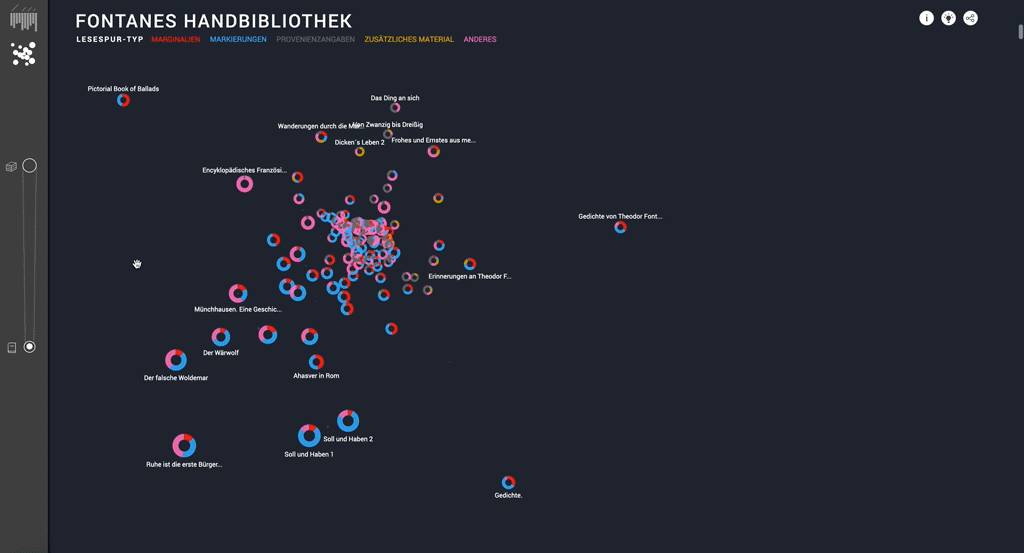 FONTANES HANDBIBLIOTHEK
LESESPUR-TYP MARGINALIEN MARKIERUNGEN PROVENIENZANGABEN ZUSÄTZLICHES MATERIAL ANDERES
Pictorial Book of Ballads
Das Ding an sich
Wanderungen durch die
Zwanzig bis Dreißig
Dicken´s Leben 2
Frohes und Ernstes aus me...
Encyklopädisches Französi...
Gedichte von Theodor Font...
Erinnerungen an Theodor F...
Münchhausen. Eine Geschic...
Der Wärwolf
Der falsche Woldemar
Ahasver in Rom
Soll und Haben 2
Soll und Haben 1
Ruhe ist die erste Bürger...
Gedichte.